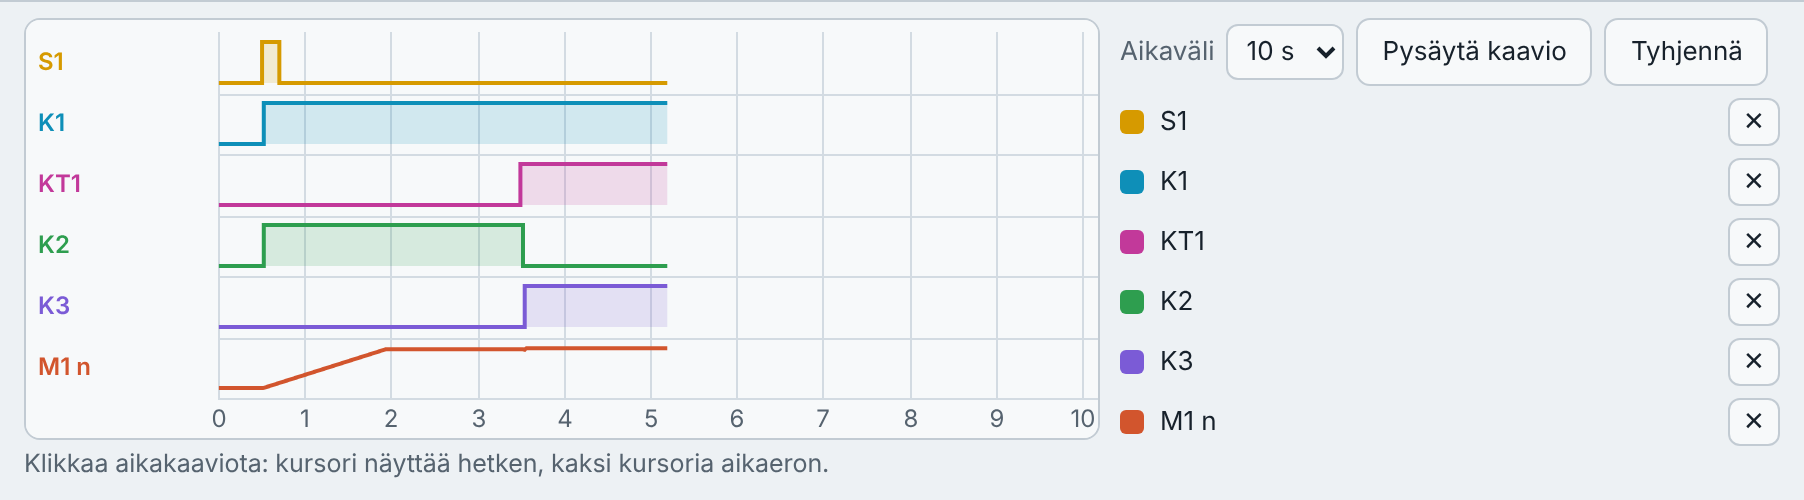 S1
K1
KT1
K2
K3
M1 n
0 1 2 3 4 5 6 7 8 9 10
Klikkaa aikakaaviota: kursori näyttää hetken, kaksi kursoria aikaeron.
Aikaväli 10 s Pysäytä kaavio Tyhjennä
S1 ✕
K1 ✕
KT1 ✕
K2 ✕
K3 ✕
M1 n ✕